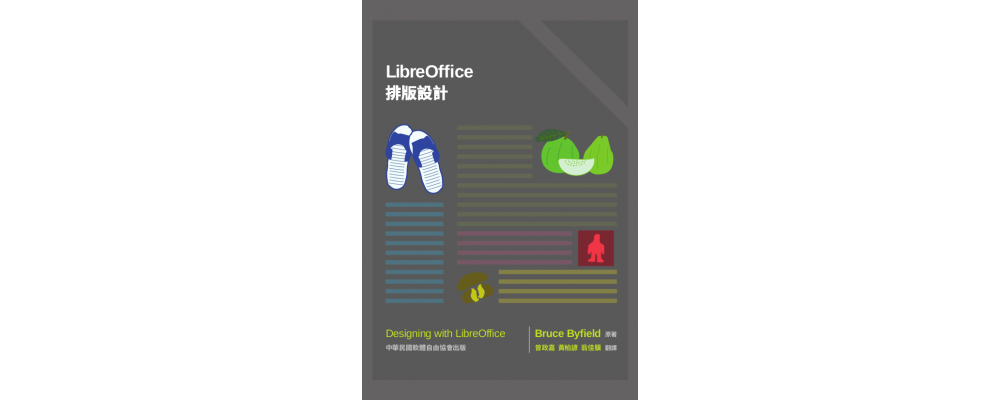 LibreOffice
排版設計
Designing with LibreOffice
中華民國軟體自由協會出版
Bruce Byfield 原著
曾政嘉 黃柏諺 翁佳驥 翻譯